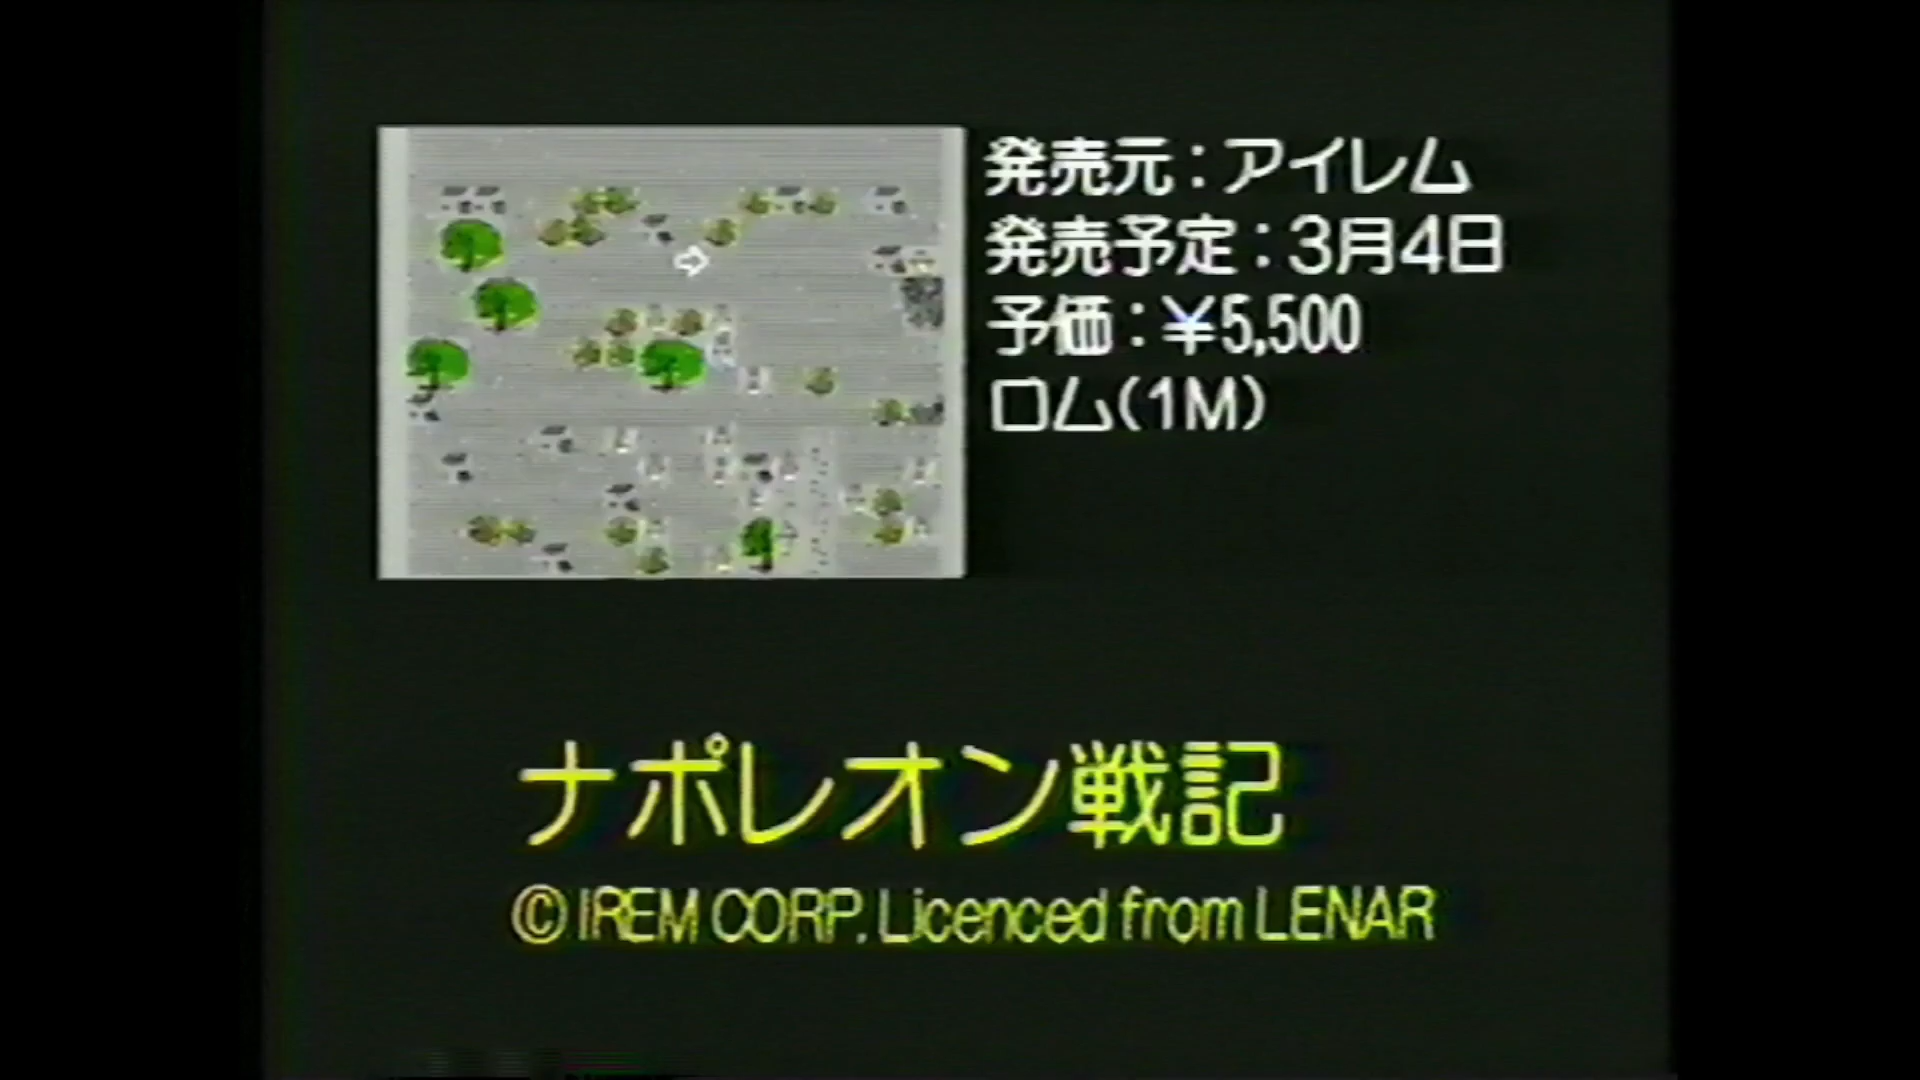 発売元：アイレム
発売予定：3月4日
予価：¥5,500
ロム(1M)
ナポレオン戦記
© IREM CORP. Licenced from LENAR